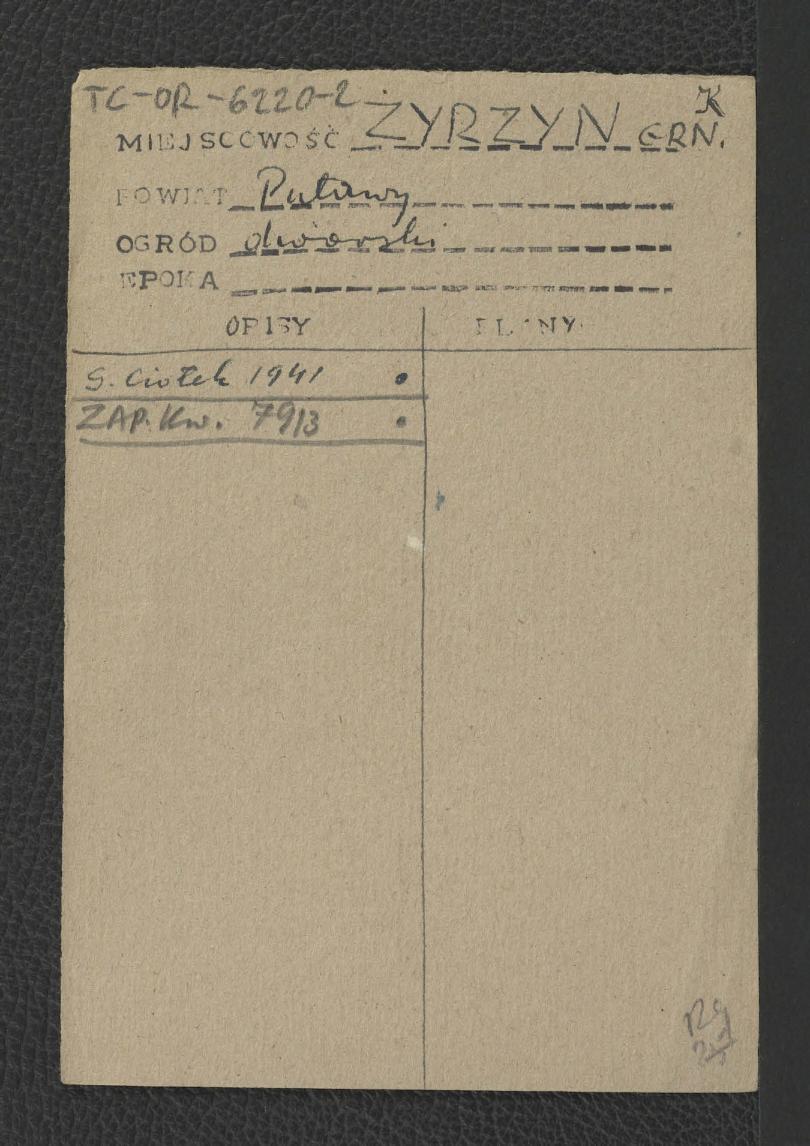 TC-OR-6220-2
K
MIEJSCOWOŚĆ ŻYRZYN GRN.
POWIAT Puławy
OGRÓD dworski
EPOKA
OPISY PLANY
G. Ciołek 1941
ZAP. Kw. 79/3